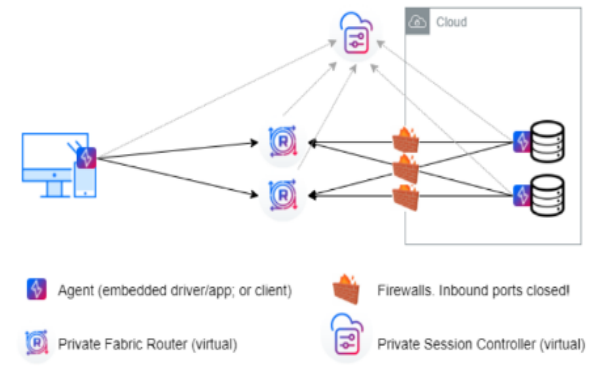 Cloud
R
R
Agent (embedded driver/app; or client)
Firewalls. Inbound ports closed!
R
Private Fabric Router (virtual)
Private Session Controller (virtual)